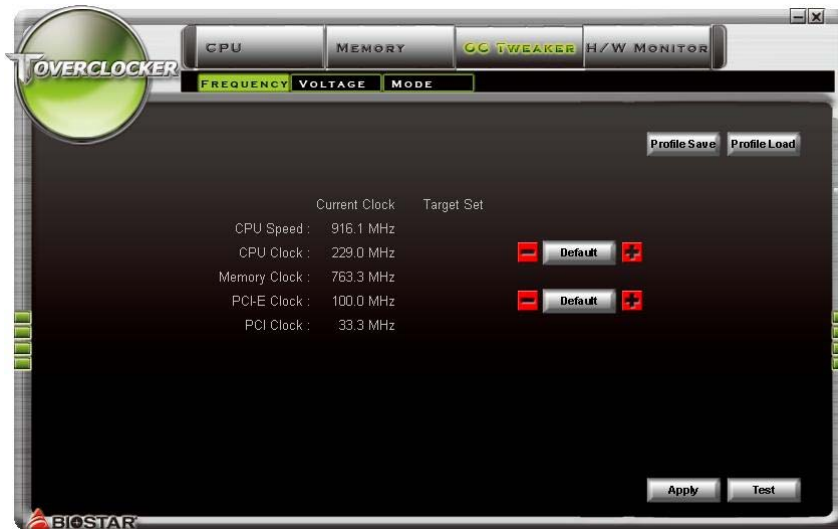 CPU MEMORY OC TWEAKER H/W MONITOR
TOVERCLOCKER
FREQUENCY VOLTAGE MODE
Profile Save Profile Load
Current Clock Target Set
CPU Speed : 916.1 MHz
CPU Clock : 229.0 MHz Default
Memory Clock : 763.3 MHz
PCI-E Clock : 100.0 MHz Default
PCI Clock : 33.3 MHz
Apply Test
BIOSTAR